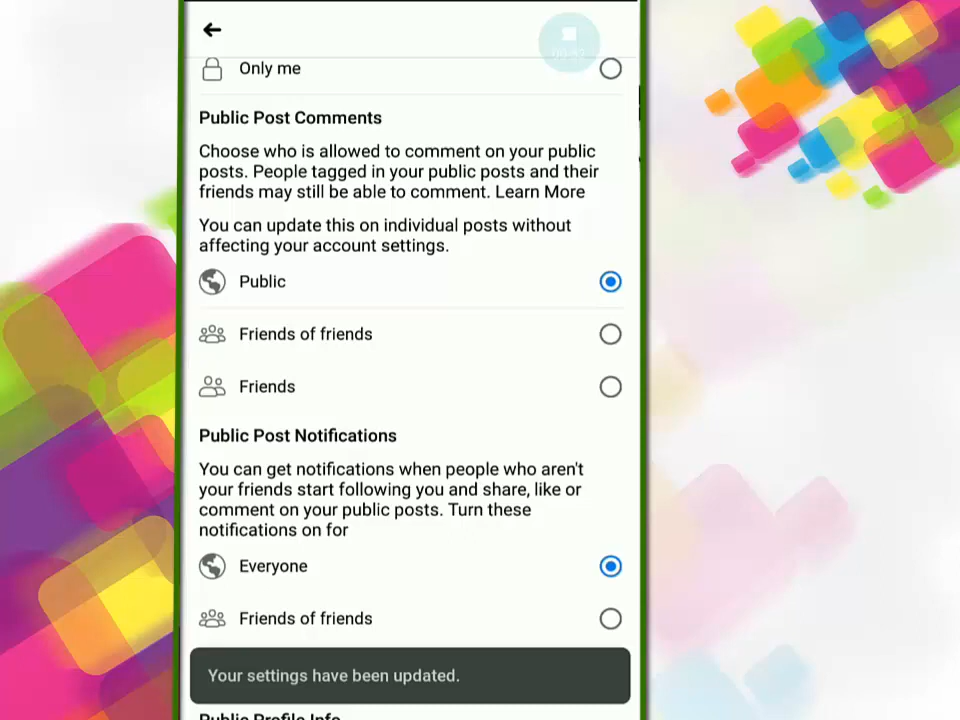 Only me
Public Post Comments
Choose who is allowed to comment on your public
posts. People tagged in your public posts and their
friends may still be able to comment. Learn More
You can update this on individual posts without
affecting your account settings.
Public
Friends of friends
Friends
Public Post Notifications
You can get notifications when people who aren't
your friends start following you and share, like or
comment on your public posts. Turn these
notifications on for
Everyone
Friends of friends
Your settings have been updated.
Public Profile Info